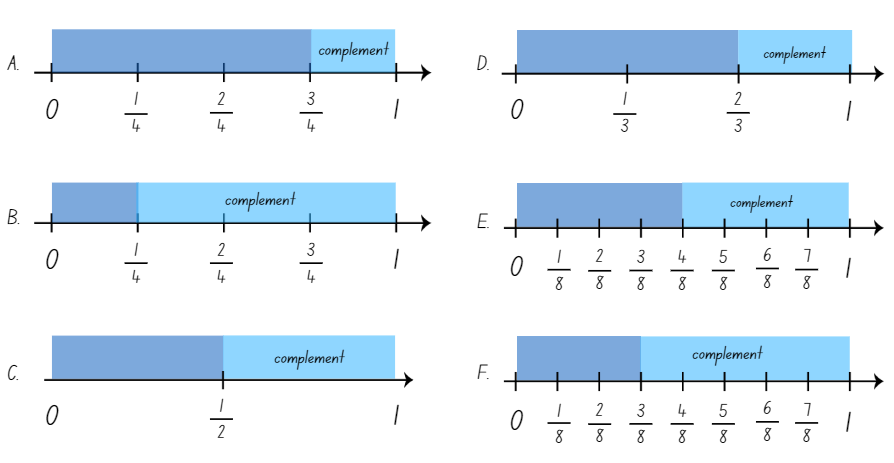 A.
complement
0 1/4 2/4 3/4 1
B.
complement
0 1/4 2/4 3/4 1
C.
complement
0 1/2 1
D.
complement
0 1/3 2/3 1
E.
complement
0 1/8 2/8 3/8 4/8 5/8 6/8 7/8 1
F.
complement
0 1/8 2/8 3/8 4/8 5/8 6/8 7/8 1